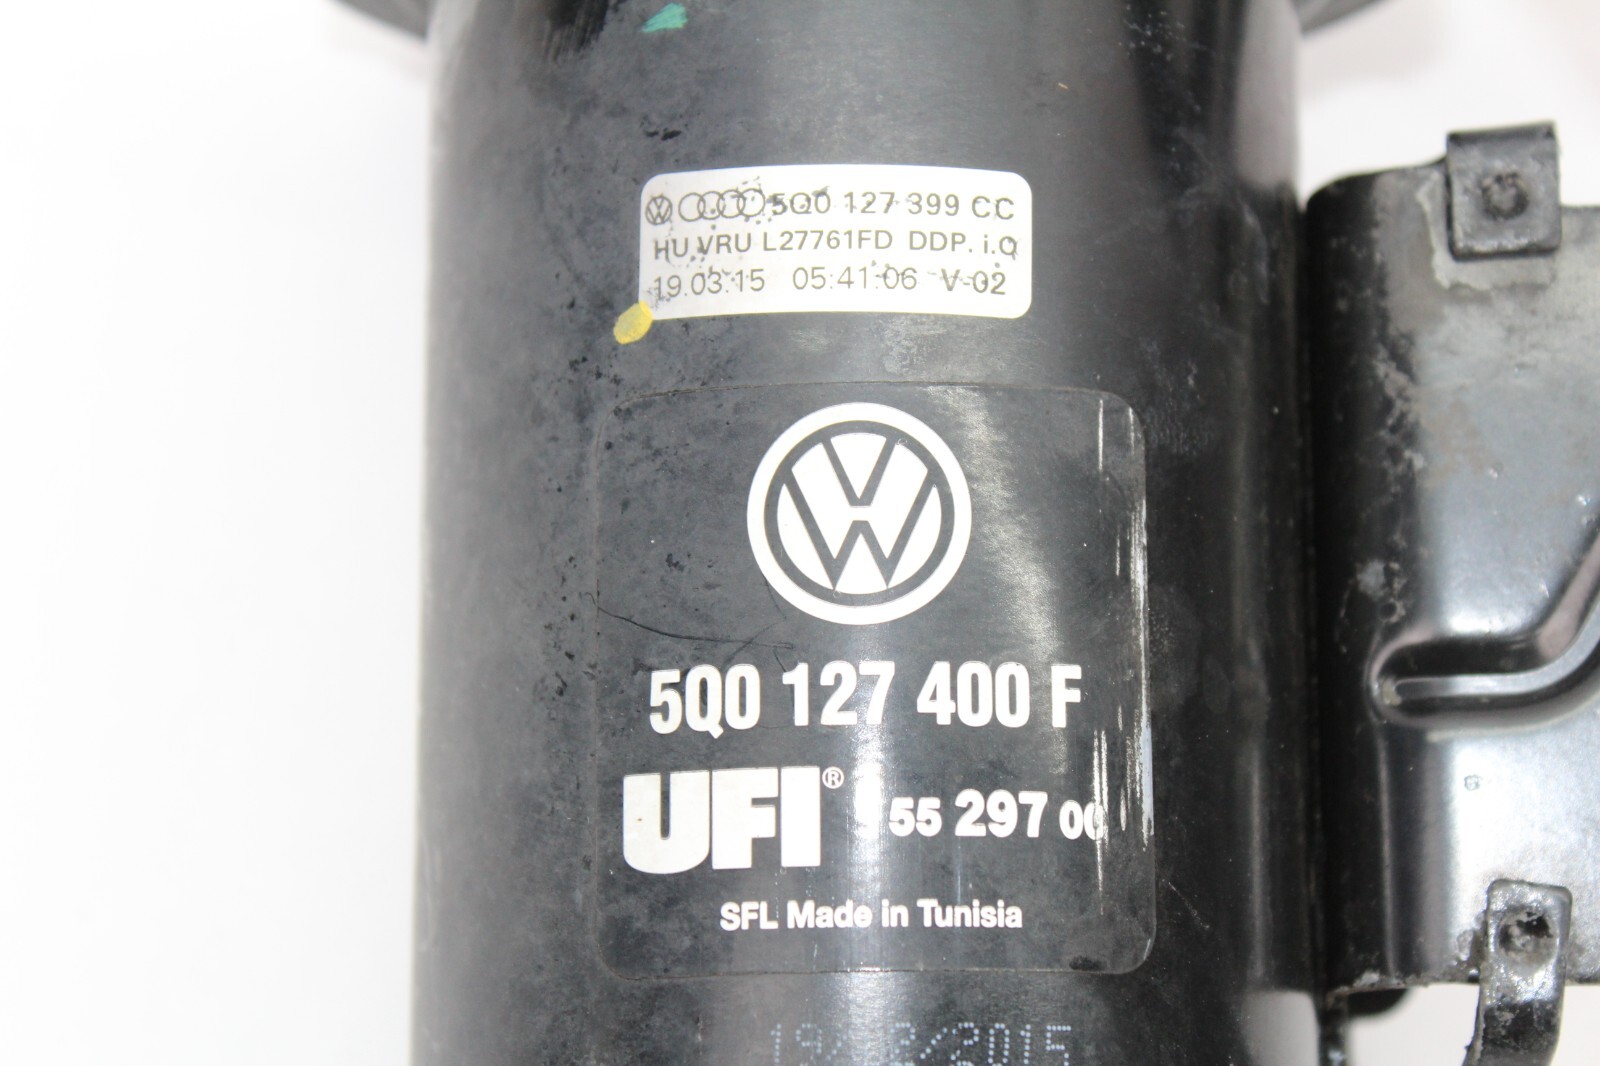 5Q0 127 399 CC
HU VRU L27761FD DDP. i.O
19.03.15 05:41:06 V-02
5Q0 127 400 F
UFI® 55 297 00
SFL Made in Tunisia